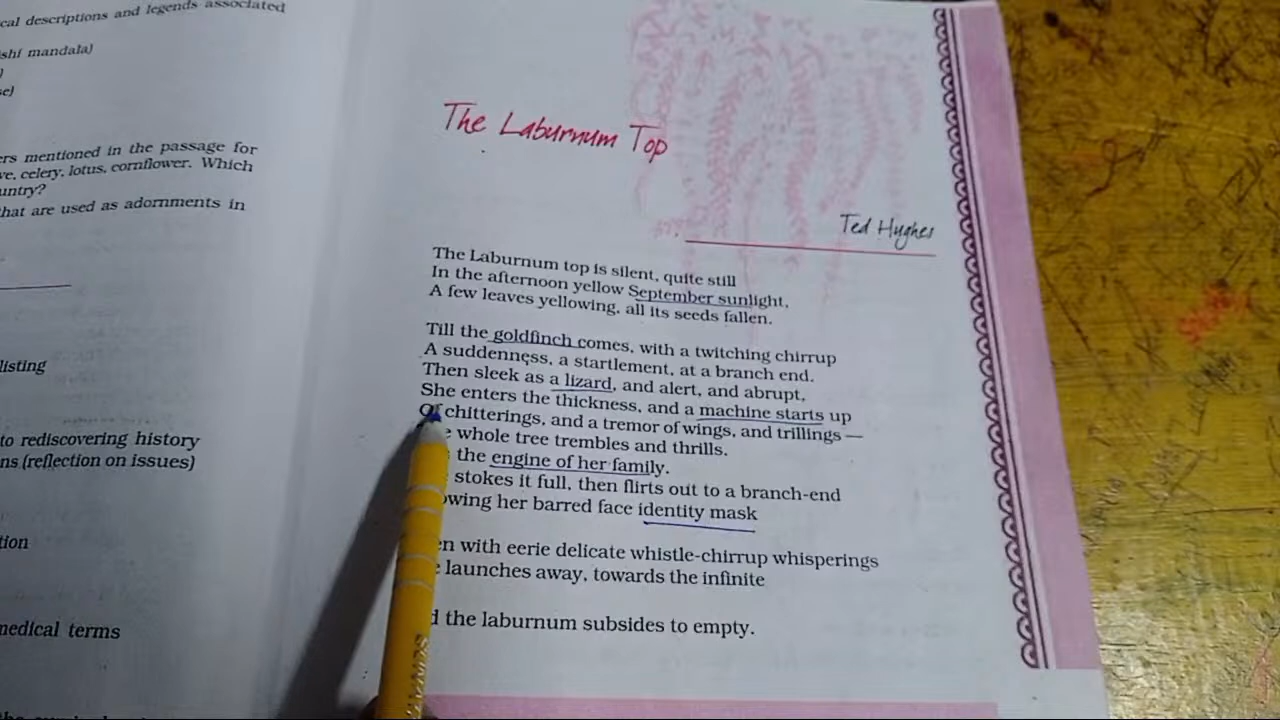 cal descriptions and legends associated
shi mandala)
)
se)
ers mentioned in the passage for
ve, celery, lotus, cornflower. Which
untry?
hat are used as adornments in
listing
to rediscovering history
ns (reflection on issues)
tion
medical terms
The Laburnum Top
Ted Hughes
The Laburnum top is silent, quite still
In the afternoon yellow September sunlight,
A few leaves yellowing, all its seeds fallen.
Till the goldfinch comes, with a twitching chirrup
A suddenness, a startlement, at a branch end.
Then sleek as a lizard, and alert, and abrupt,
She enters the thickness, and a machine starts up
Of chitterings, and a tremor of wings, and trillings —
e whole tree trembles and thrills.
the engine of her family.
stokes it full, then flirts out to a branch-end
owing her barred face identity mask
en with eerie delicate whistle-chirrup whisperings
e launches away, towards the infinite
d the laburnum subsides to empty.